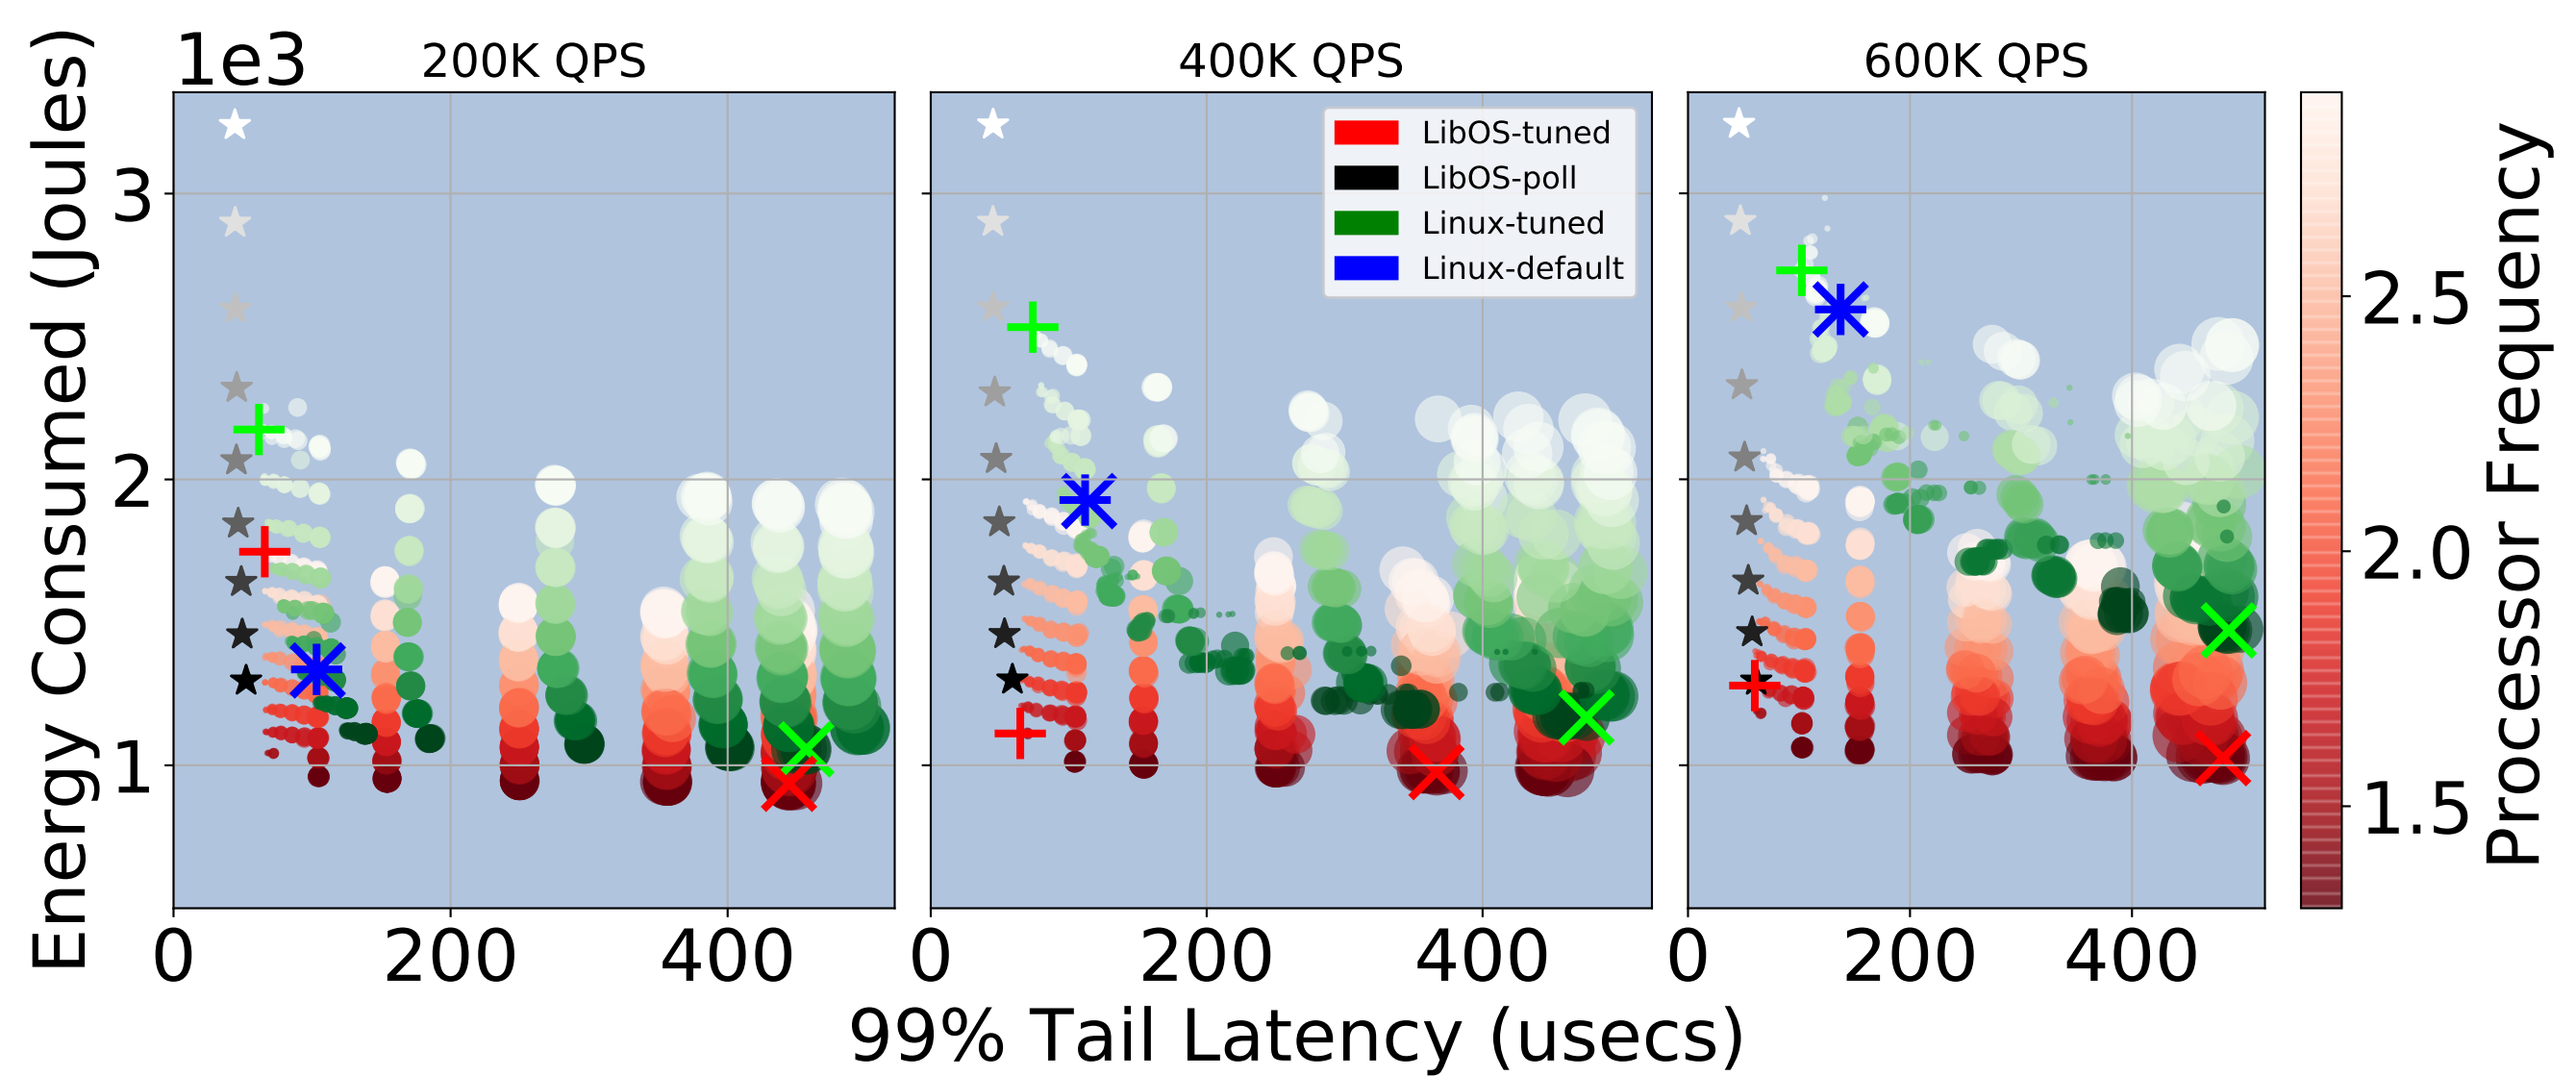 1e3
200K QPS
400K QPS
600K QPS
Energy Consumed (Joules)
3
2
1
LibOS-tuned
LibOS-poll
Linux-tuned
Linux-default
2.5
2.0
1.5
Processor Frequency
0 200 400
0 200 400
0 200 400
99% Tail Latency (usecs)